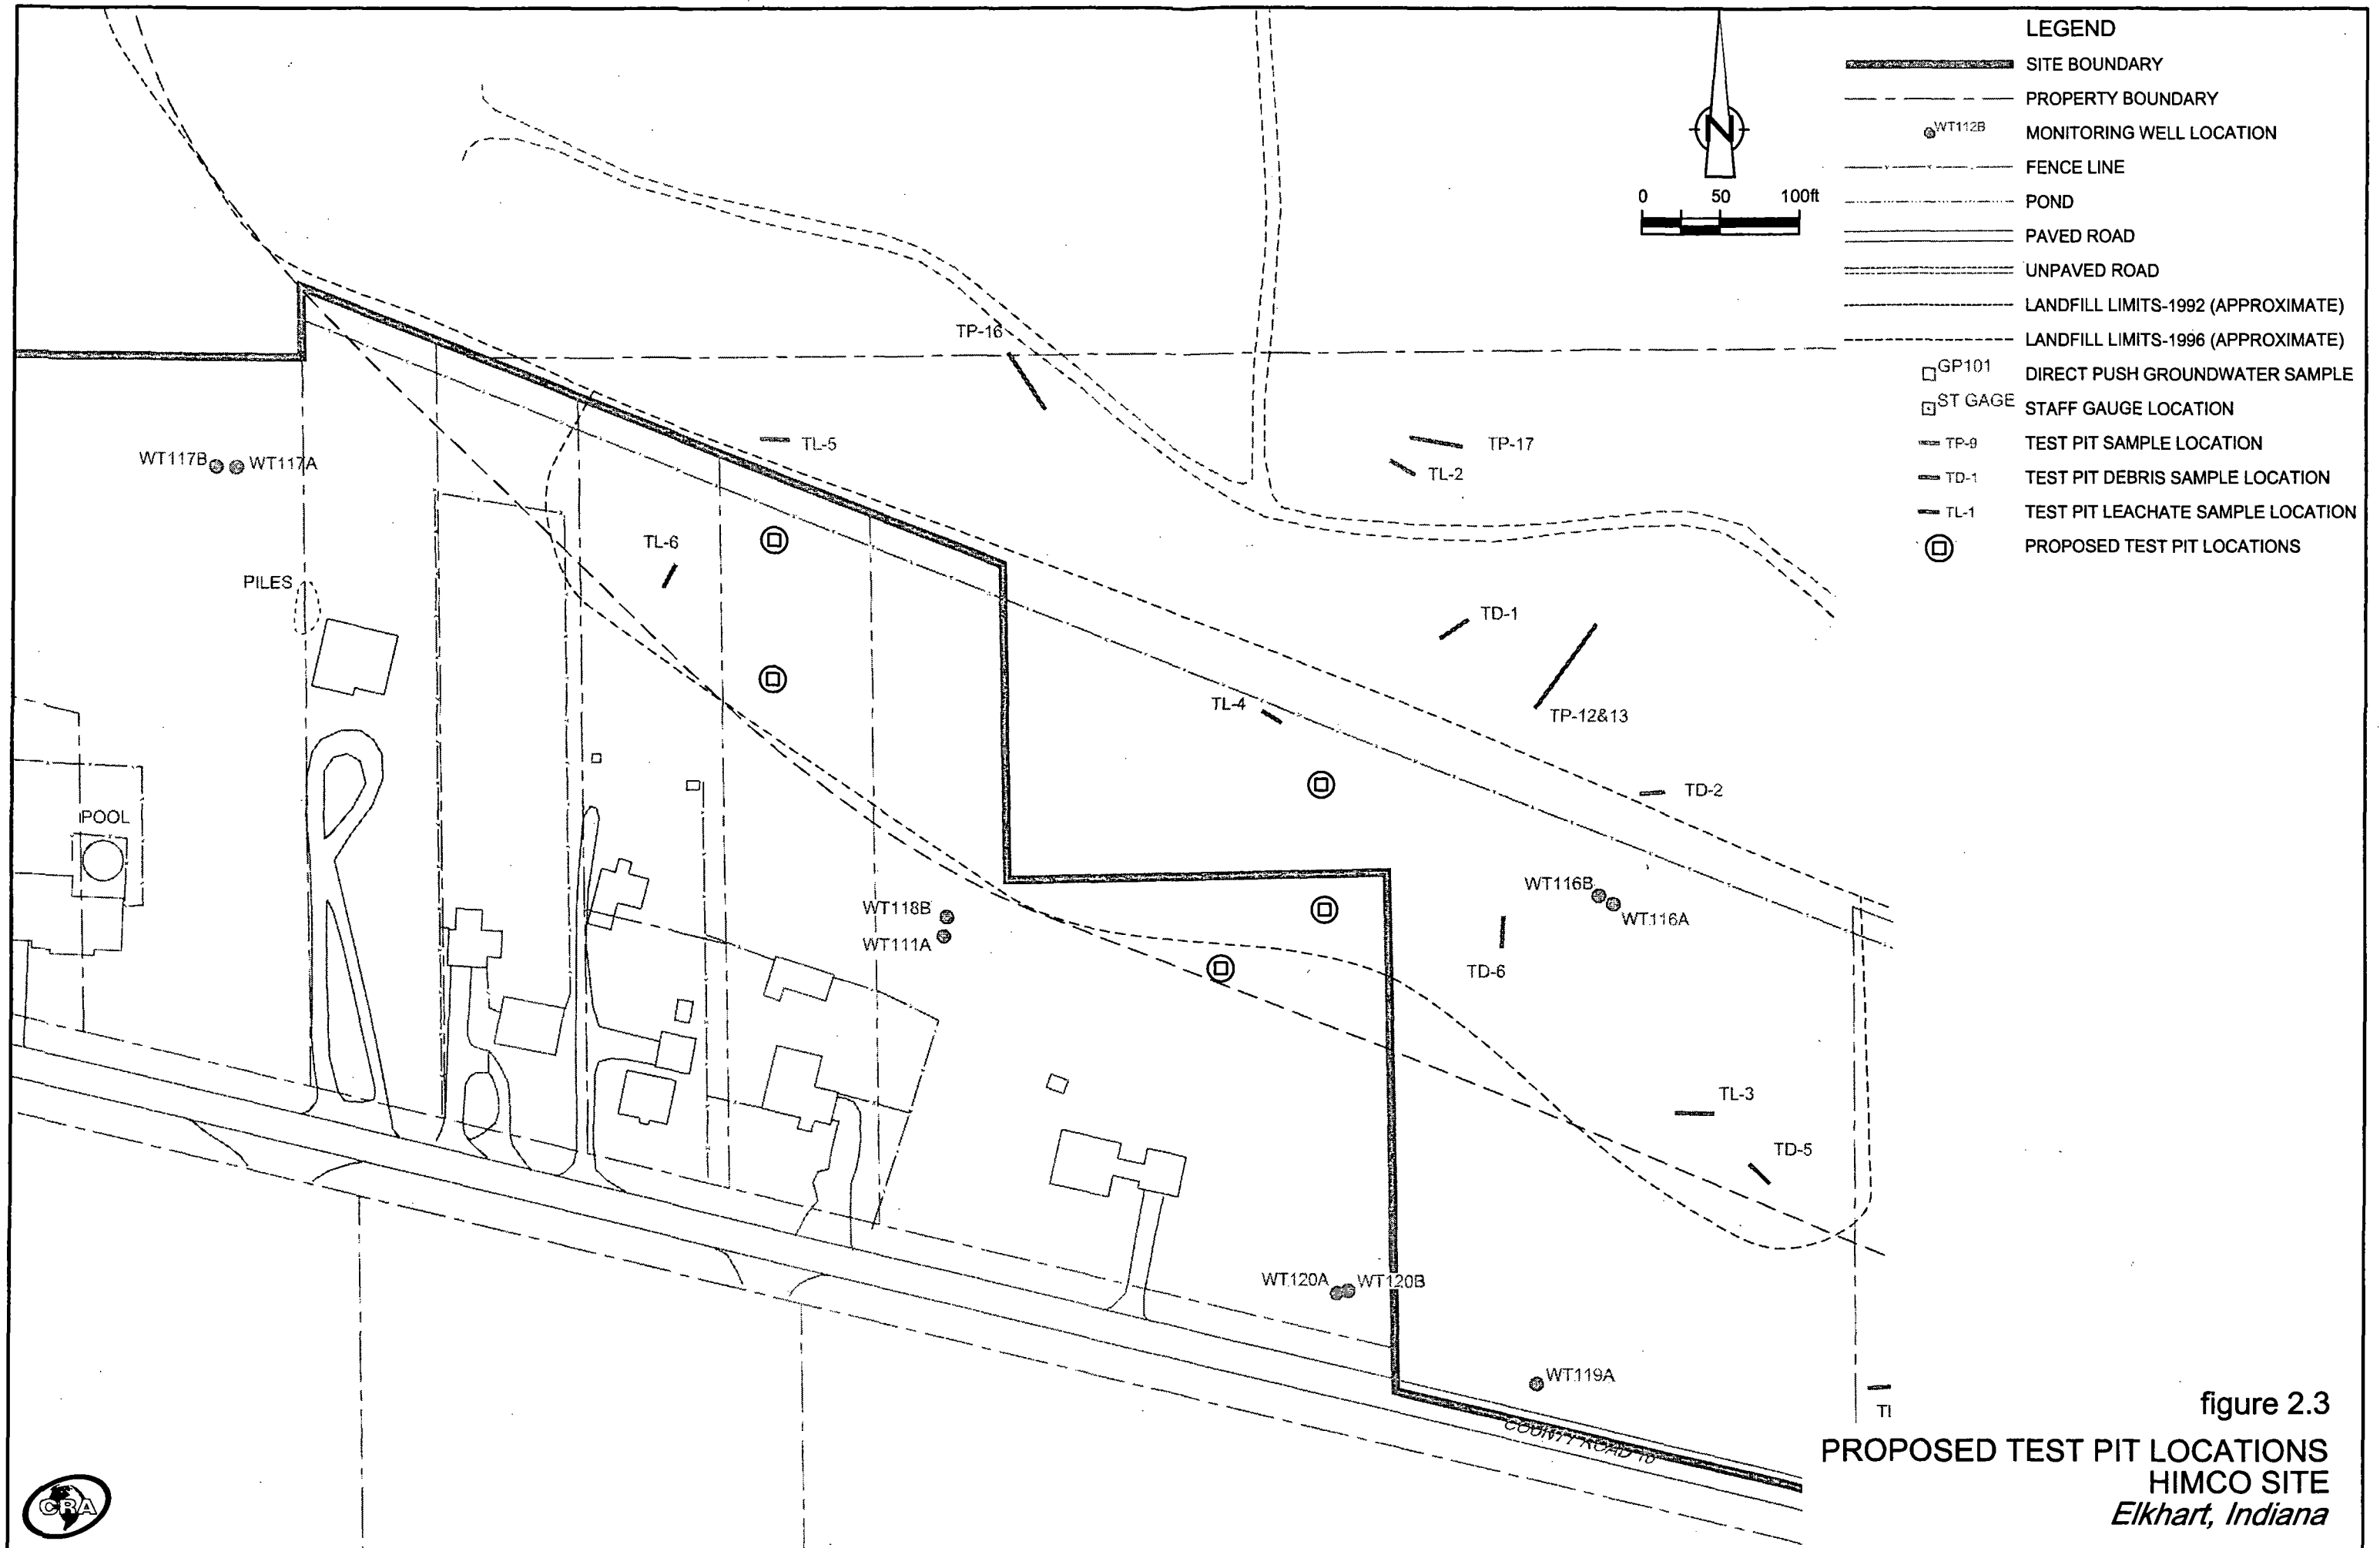 LEGEND
SITE BOUNDARY
PROPERTY BOUNDARY
WT112B MONITORING WELL LOCATION
FENCE LINE
POND
PAVED ROAD
UNPAVED ROAD
LANDFILL LIMITS-1992 (APPROXIMATE)
LANDFILL LIMITS-1996 (APPROXIMATE)
GP101 DIRECT PUSH GROUNDWATER SAMPLE
ST GAGE STAFF GAUGE LOCATION
TP-9 TEST PIT SAMPLE LOCATION
TD-1 TEST PIT DEBRIS SAMPLE LOCATION
TL-1 TEST PIT LEACHATE SAMPLE LOCATION
PROPOSED TEST PIT LOCATIONS
N
0 50 100ft
TP-16
TL-5
TP-17
TL-2
WT117B WT117A
TL-6
PILES
TD-1
TL-4
TP-12&13
TD-2
POOL
WT116B
WT116A
WT118B
WT111A
TD-6
TL-3
TD-5
WT120A WT120B
WT119A
COUNTY ROAD 10
TI
figure 2.3
PROPOSED TEST PIT LOCATIONS
HIMCO SITE
Elkhart, Indiana
CRA